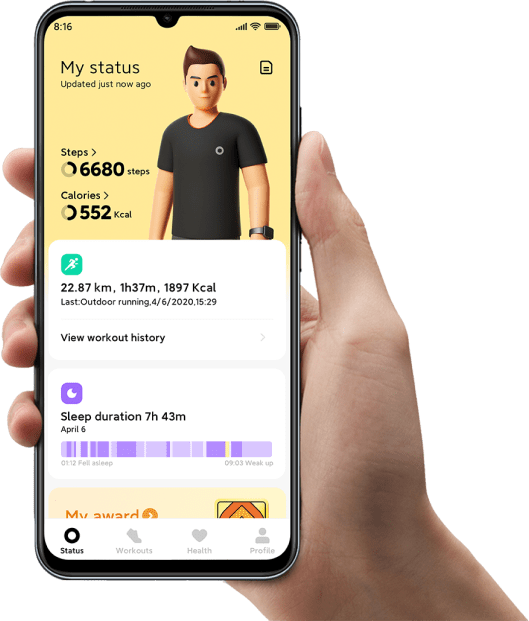 8:16
My status
Updated just now ago
Steps >
6680 steps
Calories >
552 Kcal
22.87 km, 1h37m, 1897 Kcal
Last:Outdoor running,4/6/2020,15:29
View workout history >
Sleep duration 7h 43m
April 6
01:12 Fell asleep 09:03 Weak up
My award
Status Workouts Health Profile